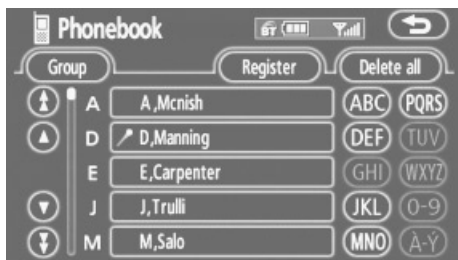 Phonebook BT
Group Register Delete all
A A,Mcnish ABC PQRS
D D,Manning DEF TUV
E E,Carpenter GHI WXYZ
J J,Trulli JKL 0-9
M M,Salo MNO À-Ý